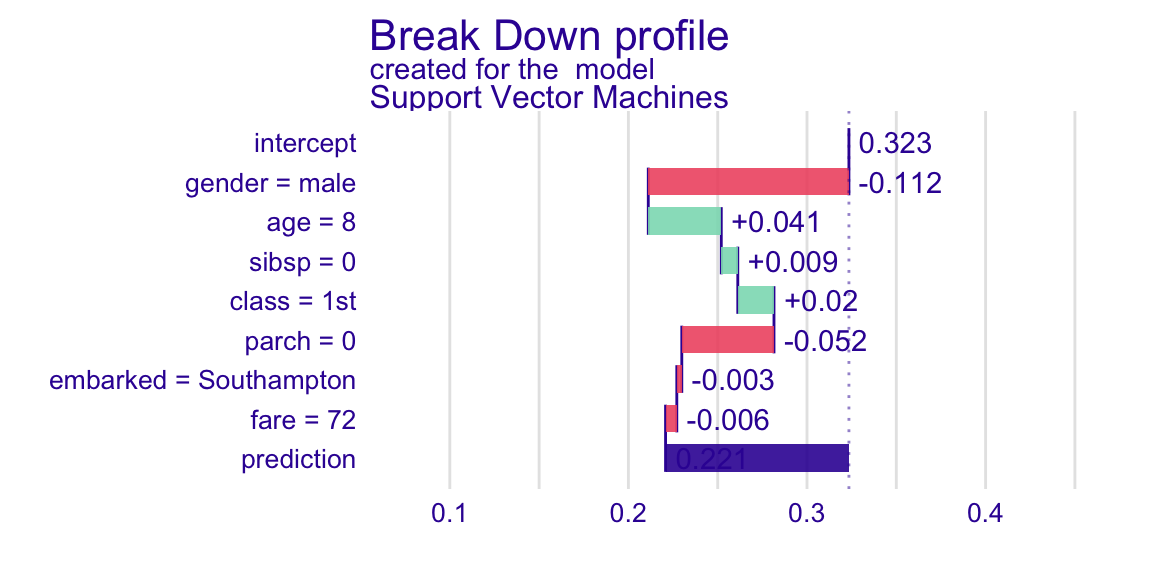 Break Down profile
created for the  model
Support Vector Machines
intercept 0.323
gender = male -0.112
age = 8 +0.041
sibsp = 0 +0.009
class = 1st +0.02
parch = 0 -0.052
embarked = Southampton -0.003
fare = 72 -0.006
prediction 0.221
0.1 0.2 0.3 0.4